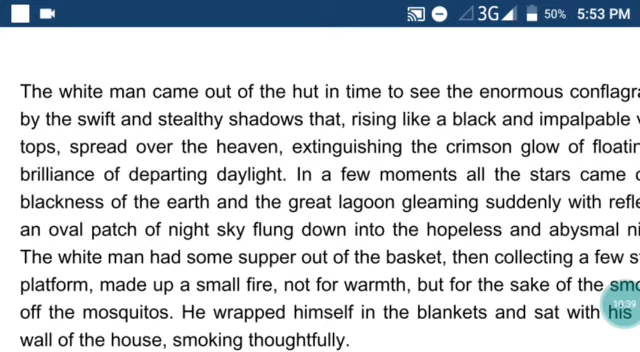 3G 50% 5:53 PM
The white man came out of the hut in time to see the enormous
by the swift and stealthy shadows that, rising like a black and impalpable
tops, spread over the heaven, extinguishing the crimson glow of
brilliance of departing daylight. In a few moments all the stars came
blackness of the earth and the great lagoon gleaming suddenly with
an oval patch of night sky flung down into the hopeless and abysmal
The white man had some supper out of the basket, then collecting a few
platform, made up a small fire, not for warmth, but for the sake of the
10:39
off the mosquitos. He wrapped himself in the blankets and sat with his
wall of the house, smoking thoughtfully.